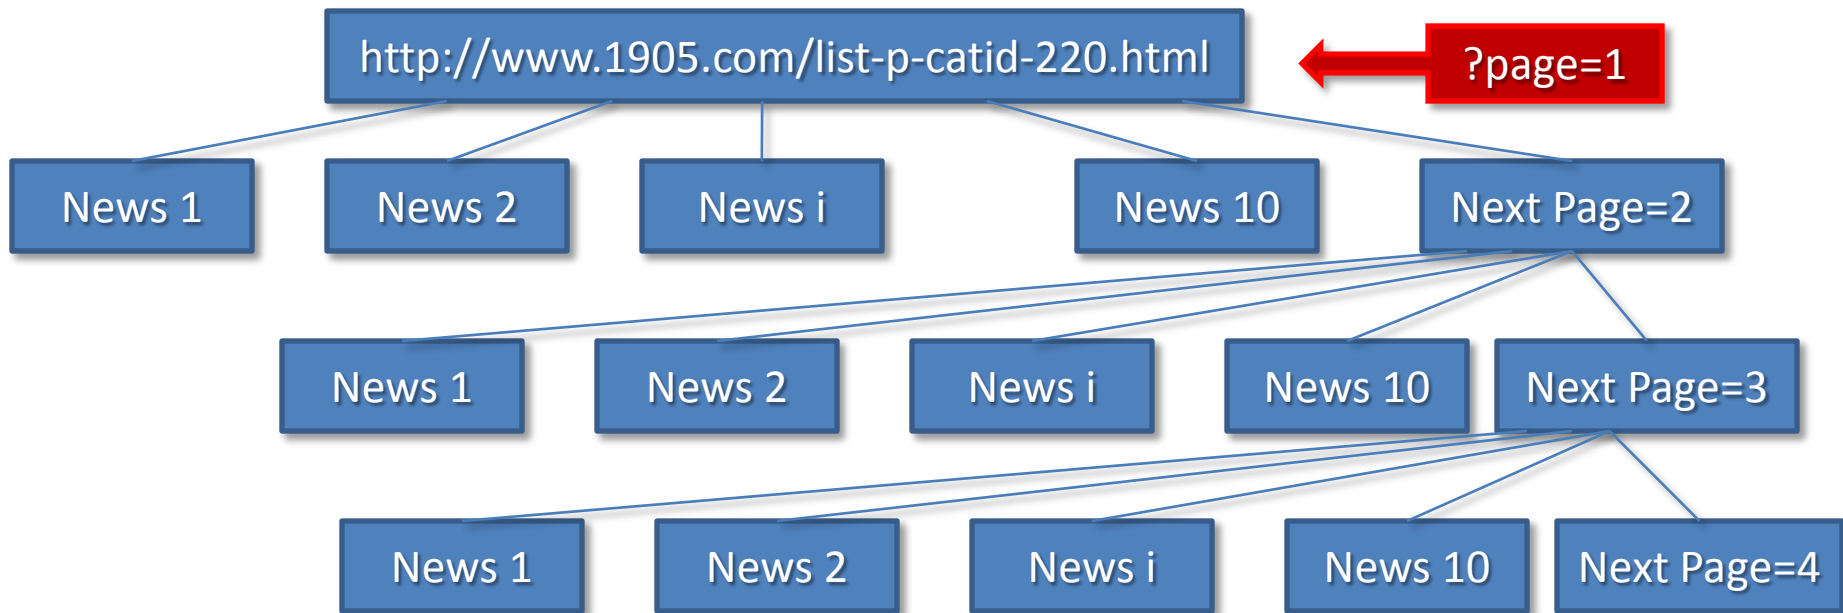 http://www.1905.com/list-p-catid-220.html
?page=1
News 1
News 2
News i
News 10
Next Page=2
News 1
News 2
News i
News 10
Next Page=3
News 1
News 2
News i
News 10
Next Page=4